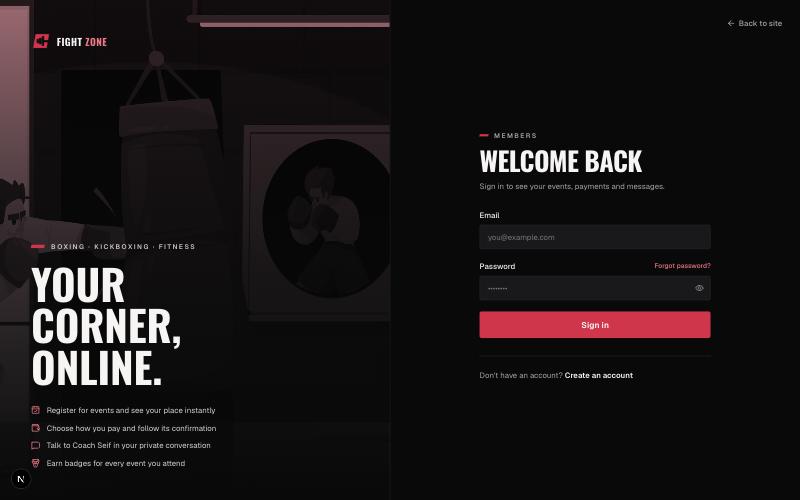 FIGHT ZONE
BOXING · KICKBOXING · FITNESS
YOUR
CORNER,
ONLINE.
Register for events and see your place instantly
Choose how you pay and follow its confirmation
Talk to Coach Seif in your private conversation
Earn badges for every event you attend
N
← Back to site
MEMBERS
WELCOME BACK
Sign in to see your events, payments and messages.
Email
you@example.com
Password
Forgot password?
••••••••
Sign in
Don't have an account? Create an account